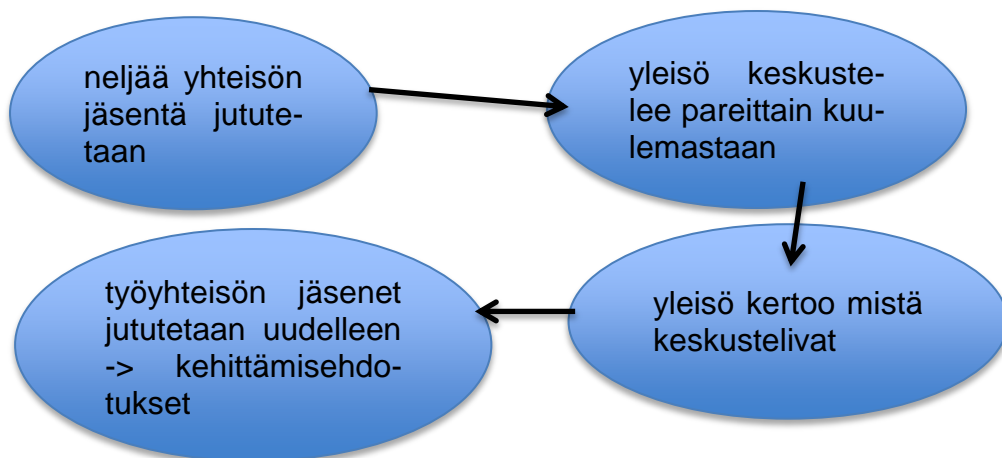 neljää yhteisön
jäsentä jutute-
taan
yleisö keskuste-
lee pareittain kuu-
lemastaan
yleisö kertoo mistä
keskustelivat
työyhteisön jäsenet
jututetaan uudelleen
-> kehittämisehdo-
tukset